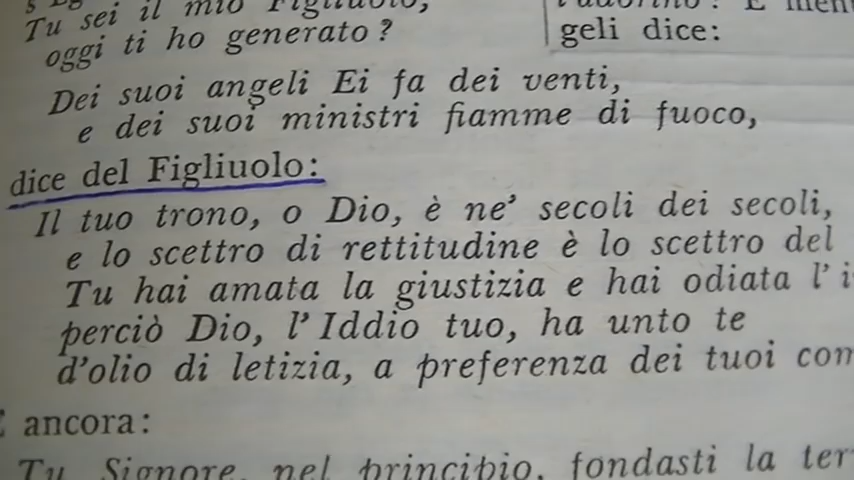 Tu sei il mio Figliuolo,
oggi ti ho generato?
geli dice:
Dei suoi angeli Ei fa dei venti,
e dei suoi ministri fiamme di fuoco,
dice del Figliuolo:
Il tuo trono, o Dio, è ne' secoli dei secoli,
e lo scettro di rettitudine è lo scettro del
Tu hai amata la giustizia e hai odiata l'i
perciò Dio, l'Iddio tuo, ha unto te
d'olio di letizia, a preferenza dei tuoi com
ancora:
Tu Signore, nel principio, fondasti la ter